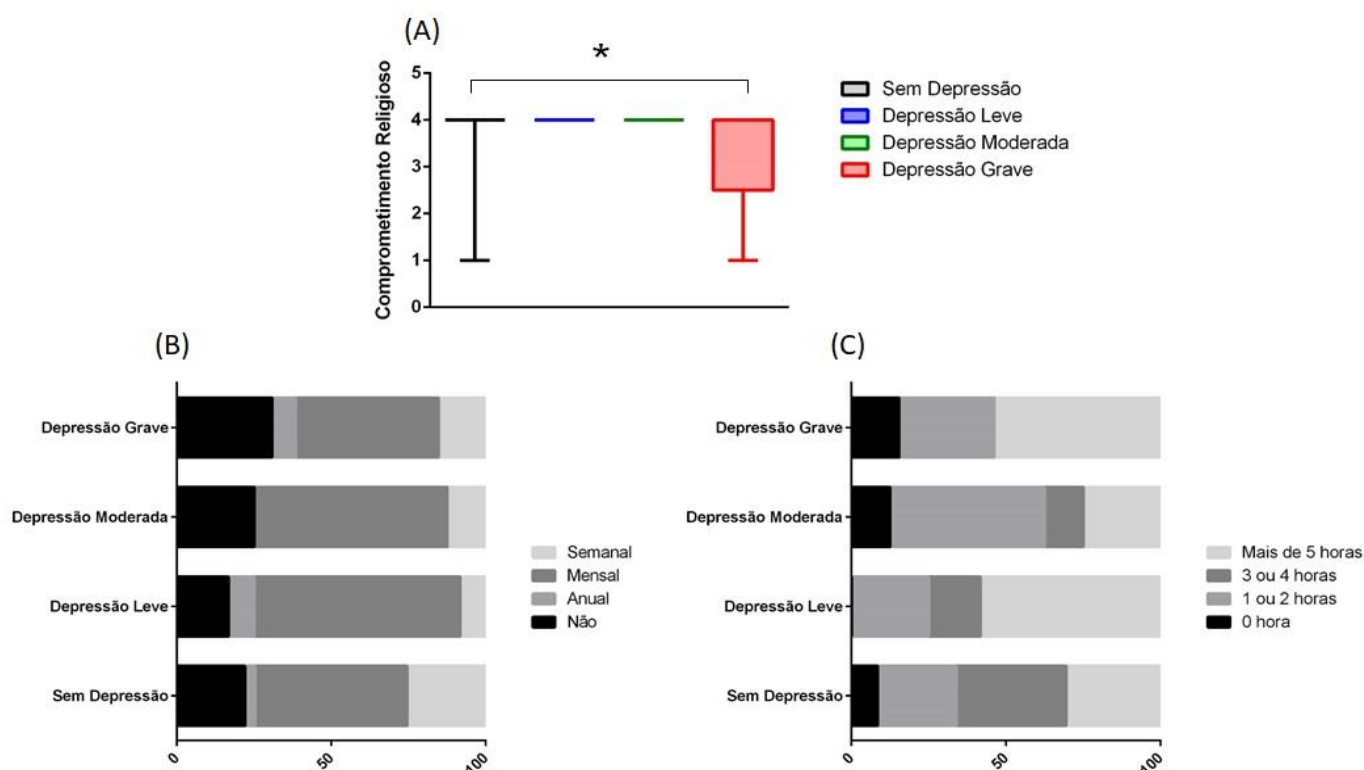 (A)
*
5
4
3
2
1
0
Comprometimento Religioso
Sem Depressão
Depressão Leve
Depressão Moderada
Depressão Grave
(B)
Depressão Grave
Depressão Moderada
Depressão Leve
Sem Depressão
0
50
100
Semanal
Mensal
Anual
Não
(C)
Depressão Grave
Depressão Moderada
Depressão Leve
Sem Depressão
0
50
100
Mais de 5 horas
3 ou 4 horas
1 ou 2 horas
0 hora